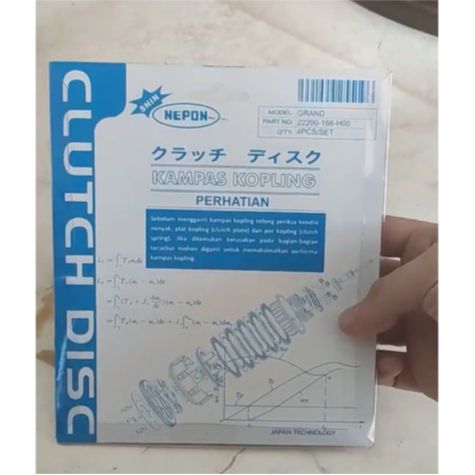 CLUTCH DISC
SHIN
NEPON
MODEL: GRAND
PART NO: 22200-166-H00
QTY: 4PCS/SET
クラッチ ディスク
KAMPAS KOPLING
PERHATIAN
Sebelum mengganti kampas kopling tolong periksa kondisi
minyak, plat kopling (clutch plate) dan per kopling (clutch
spring). Jika ditemukan kerusakan pada bagian-bagian
tersebut mohon diganti untuk memaksimalkan performa
kampas kopling.
JAPAN TECHNOLOGY